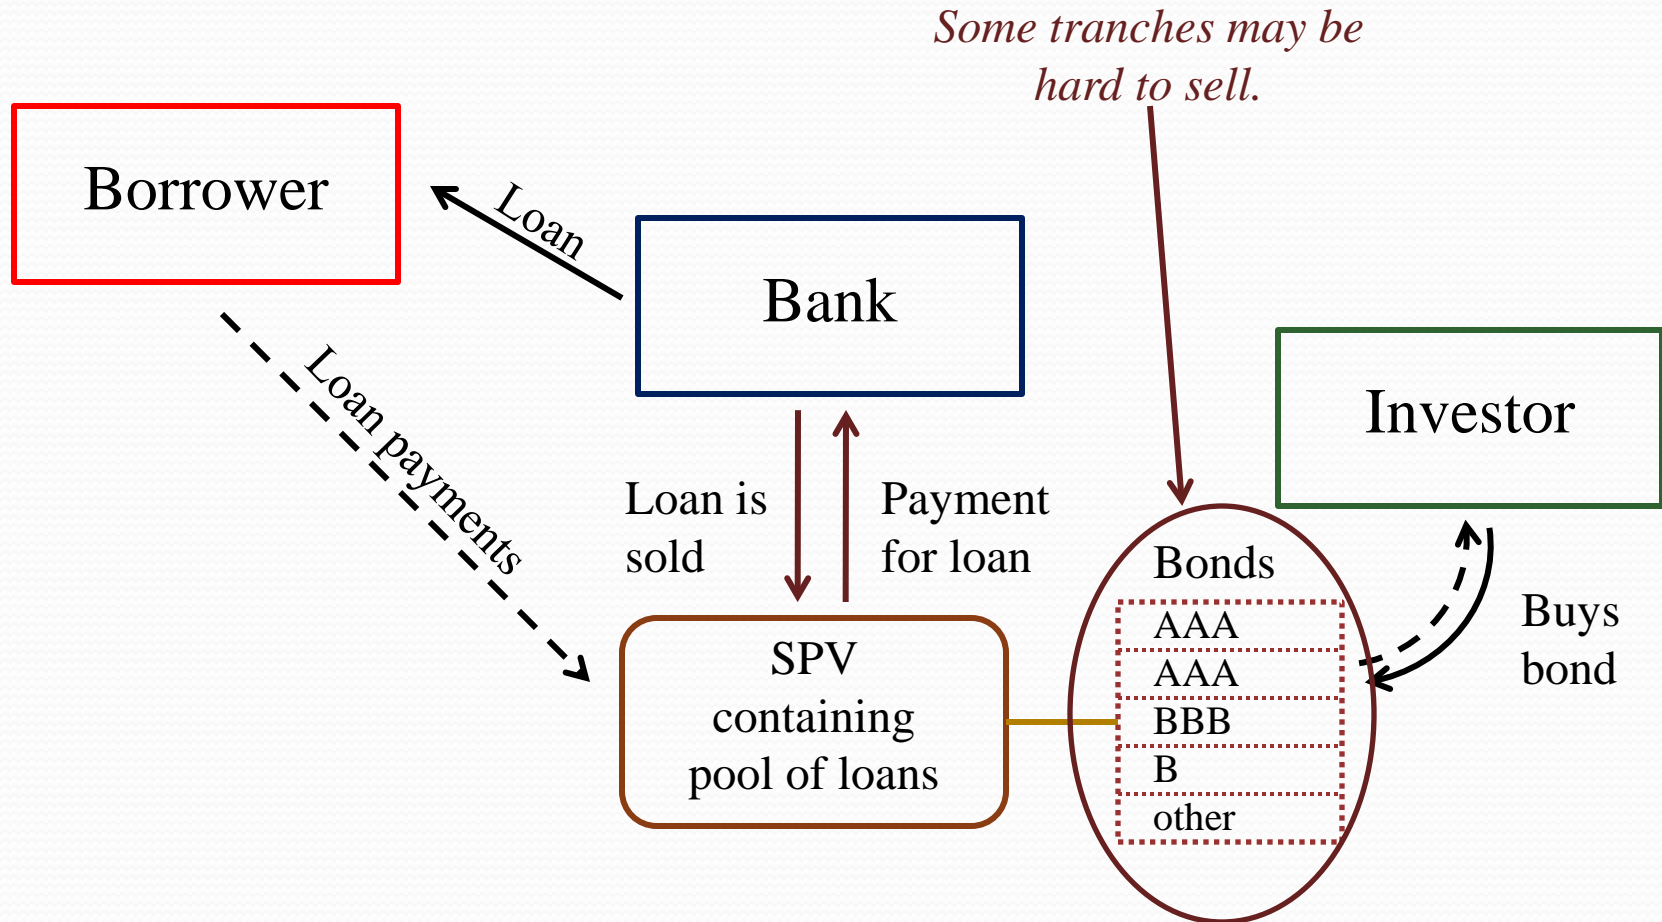 Some tranches may be
hard to sell.
Borrower
Loan
Bank
Investor
Loan payments
Loan is
sold
Payment
for loan
SPV
containing
pool of loans
Bonds
AAA
AAA
BBB
B
other
Buys
bond